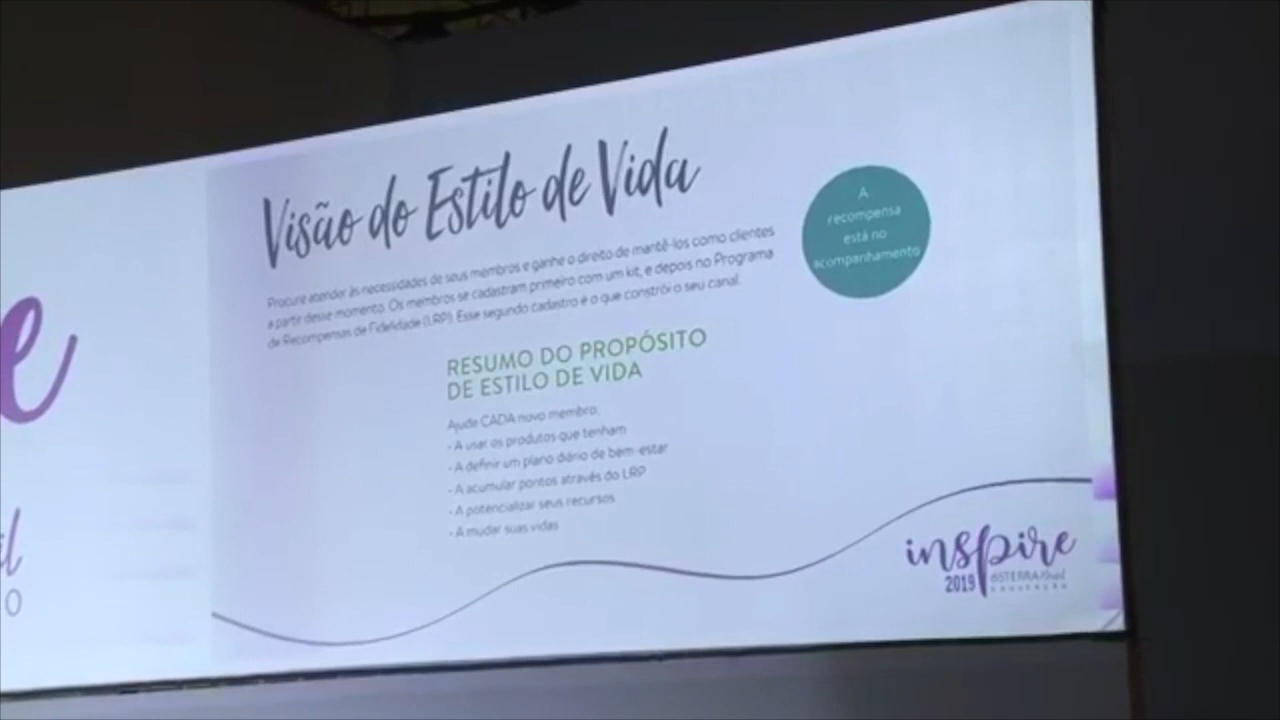 Visão do Estilo de Vida
Procure atender às necessidades de seus membros e ganhe o direito de mantê-los como clientes
a partir desse momento. Os membros se cadastram primeiro com um kit, e depois no Programa
de Recompensas de Fidelidade (LRP). Esse segundo cadastro é o que constrói o seu canal.
A
recompensa
está no
acompanhamento
RESUMO DO PROPÓSITO
DE ESTILO DE VIDA
Ajude CADA novo membro:
- A usar os produtos que tenham
- A definir um plano diário de bem-estar
- A acumular pontos através do LRP
- A potencializar seus recursos
- A mudar suas vidas
e
il
O
inspire
2019 dōTERRA Brasil
CONVENÇÃO